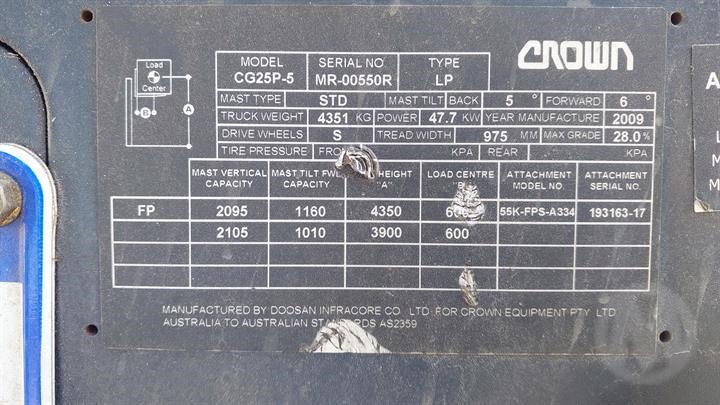 CROWN
MODEL SERIAL NO TYPE
CG25P-5 MR-00550R LP
Load Center
A
B
MAST TYPE STD MAST TILT BACK 5° FORWARD 6°
TRUCK WEIGHT 4351 KG POWER 47.7 KW YEAR MANUFACTURE 2009
DRIVE WHEELS S TREAD WIDTH 975 MM MAX GRADE 28.0%
TIRE PRESSURE KPA REAR KPA
MAST VERTICAL CAPACITY MAST TILT CAPACITY HEIGHT "A" LOAD CENTRE ATTACHMENT MODEL NO. ATTACHMENT SERIAL NO.
FP 2095 1160 4350 55K-FPS-A334 193163-17
2105 1010 3900 600
MANUFACTURED BY DOOSAN INFRACORE CO LTD FOR CROWN EQUIPMENT PTY LTD
AUSTRALIA TO AUSTRALIAN STANDARDS AS2359